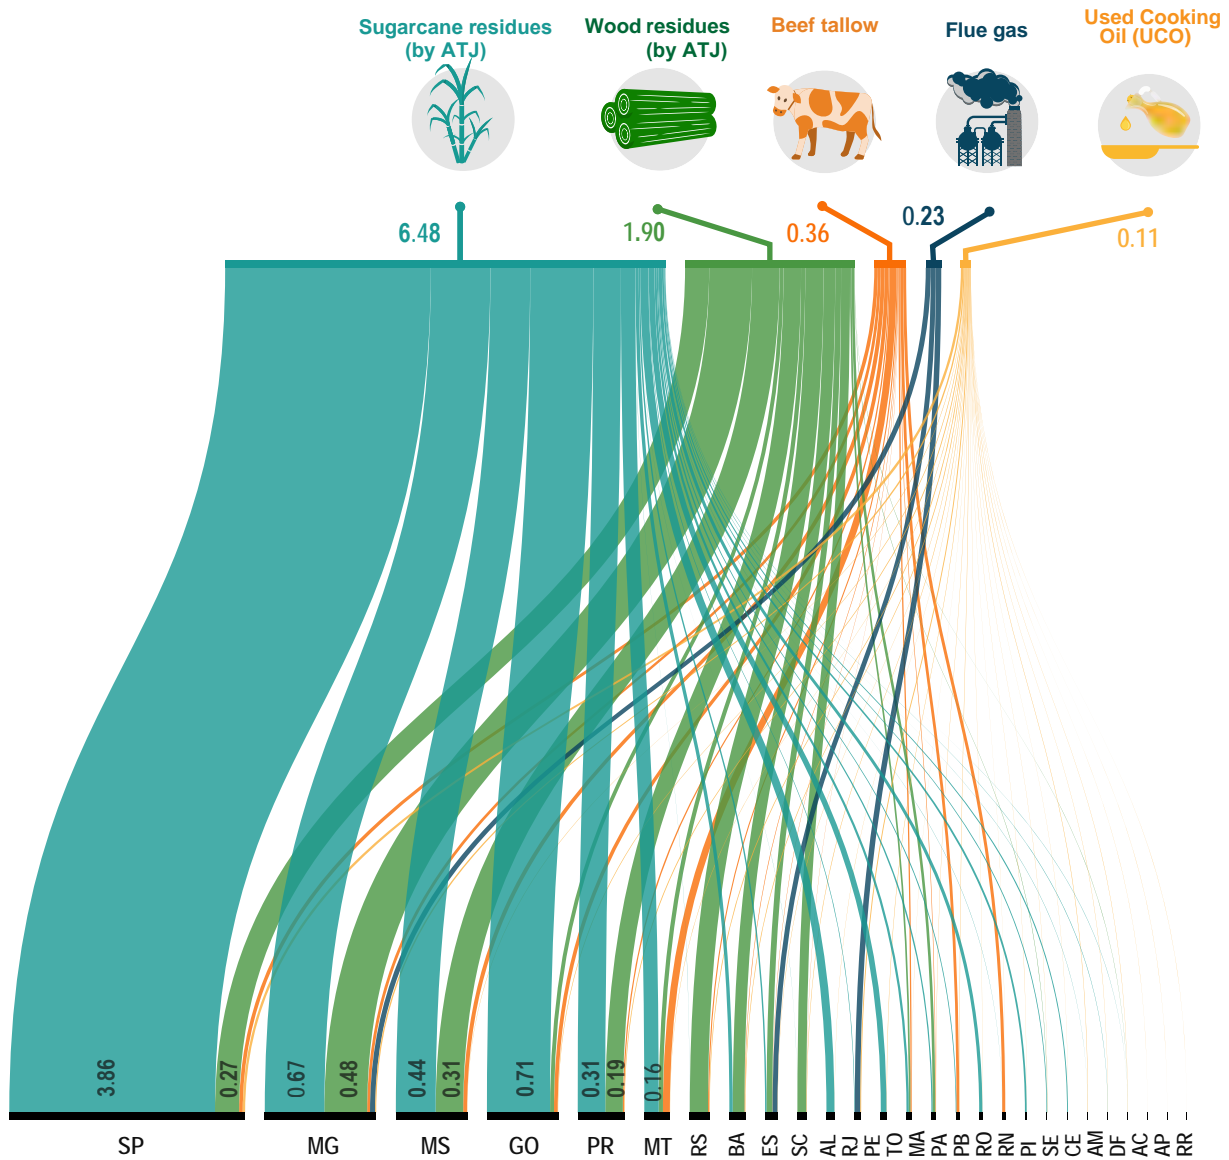 Sugarcane residues
(by ATJ)
Wood residues
(by ATJ)
Beef tallow
Flue gas
Used Cooking
Oil (UCO)
6.48
1.90
0.36
0.23
0.11
3.86
0.27
0.67
0.48
0.44
0.31
0.71
0.31
0.19
0.16
SP
MG
MS
GO
PR
MT
RS
BA
ES
SC
AL
RJ
PE
TO
MA
PA
PB
RO
RN
PI
SE
CE
AM
DF
AC
AP
RR